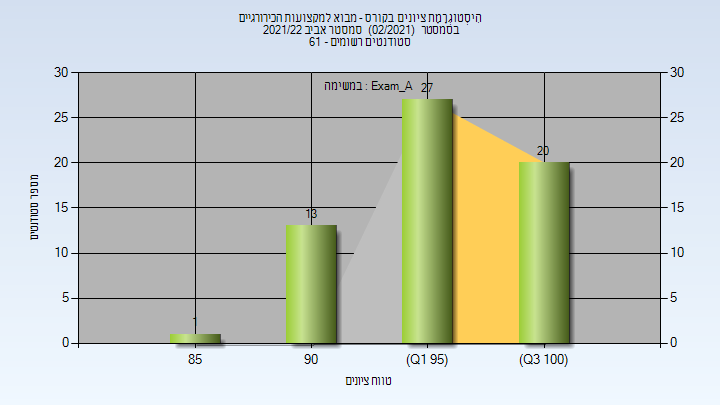 היסטוגרמת ציונים בקורס - מבוא למקצועות הכירורגיים
בסמסטר (02/2021) סמסטר אביב 2021/22
סטודנטים רשומים - 61
במשימה : Exam_A
30 30
25 25
20 20
15 15
10 10
5 5
0 0
1
13
27
20
מספר סטודנטים
85 90 (Q1 95) (Q3 100)
טווח ציונים